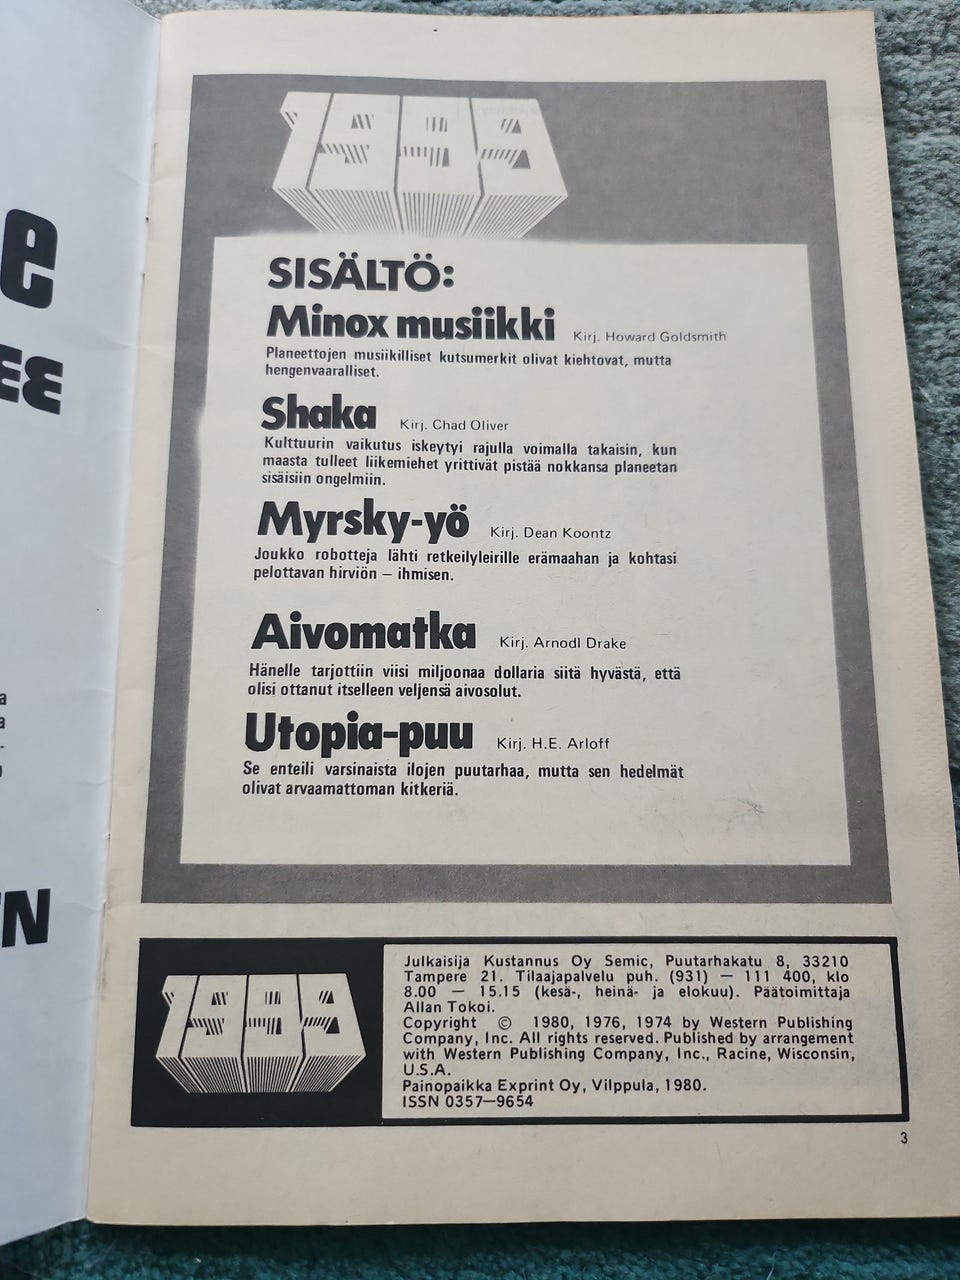 e
EE
a
a
-
EN
1998
SISÄLTÖ:
Minox musiikki Kirj. Howard Goldsmith
Planeettojen musiikilliset kutsumerkit olivat kiehtovat, mutta
hengenvaaralliset.
Shaka Kirj. Chad Oliver
Kulttuurin vaikutus iskeytyi rajulla voimalla takaisin, kun
maasta tulleet liikemiehet yrittivät pistää nokkansa planeetan
sisäisiin ongelmiin.
Myrsky-yö Kirj. Dean Koontz
Joukko robotteja lähti retkeilyleirille erämaahan ja kohtasi
pelottavan hirviön – ihmisen.
Aivomatka Kirj. Arnodl Drake
Hänelle tarjottiin viisi miljoonaa dollaria siitä hyvästä, että
olisi ottanut itselleen veljensä aivosolut.
Utopia-puu Kirj. H.E. Arloff
Se enteili varsinaista ilojen puutarhaa, mutta sen hedelmät
olivat arvaamattoman kitkeriä.
1998
Julkaisija Kustannus Oy Semic, Puutarhakatu 8, 33210
Tampere 21. Tilaajapalvelu puh. (931) — 111 400, klo
8.00 — 15.15 (kesä-, heinä- ja elokuu). Päätoimittaja
Allan Tokoi.
Copyright © 1980, 1976, 1974 by Western Publishing
Company, Inc. All rights reserved. Published by arrangement
with Western Publishing Company, Inc., Racine, Wisconsin,
U.S.A.
Painopaikka Exprint Oy, Vilppula, 1980.
ISSN 0357—9654
3